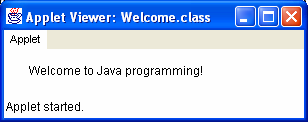 Applet Viewer: Welcome.class
Applet
Welcome to Java programming!
Applet started.